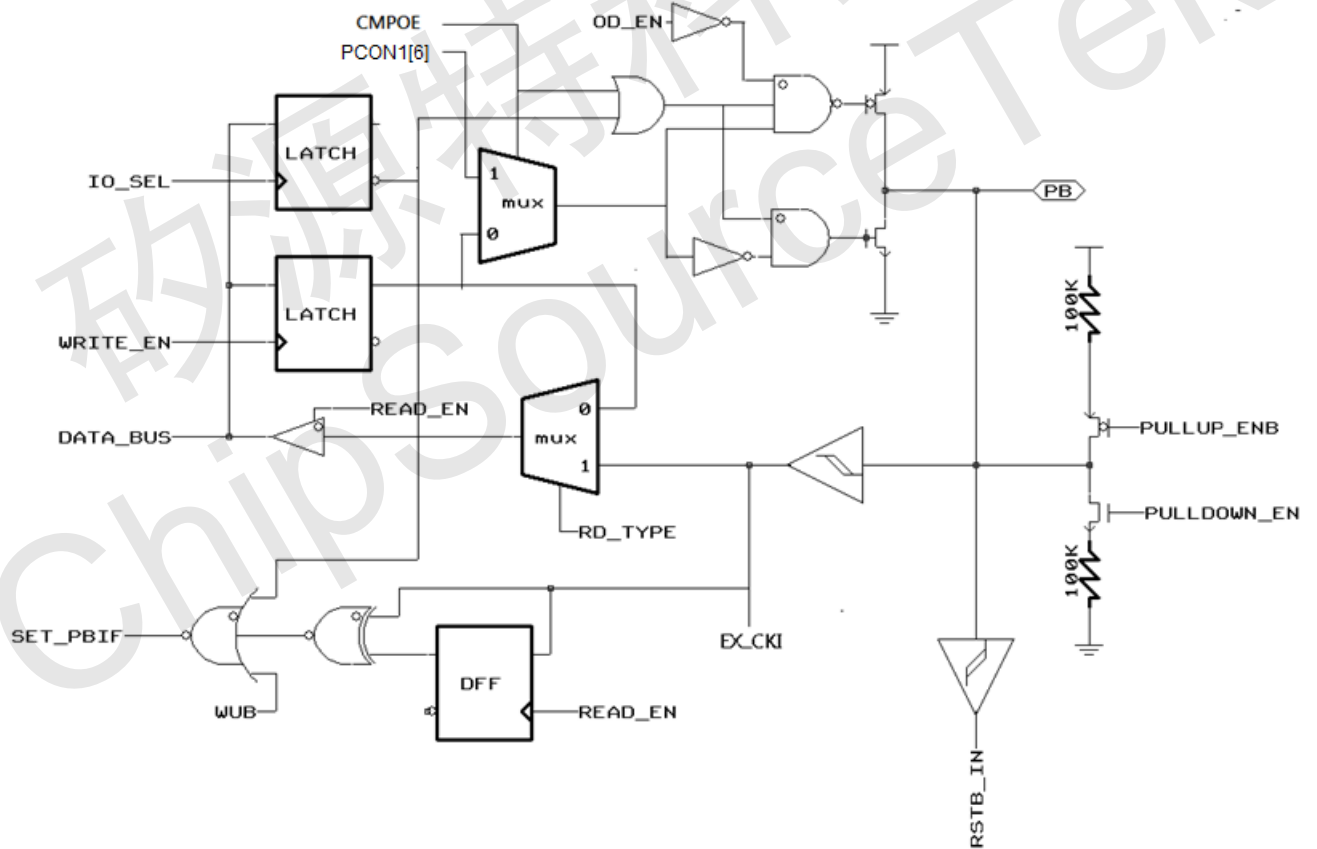 CMPOE
OD_EN
PCON1[6]
LATCH
IO_SEL
1
mux
0
PB
LATCH
WRITE_EN
100K
READ_EN
DATA_BUS
0
mux
1
PULLUP_ENB
RD_TYPE
PULLDOWN_EN
100K
SET_PBIF
EX_CKI
DFF
WUB
READ_EN
RSTB_IN
矽源特科
ChipSourceTek